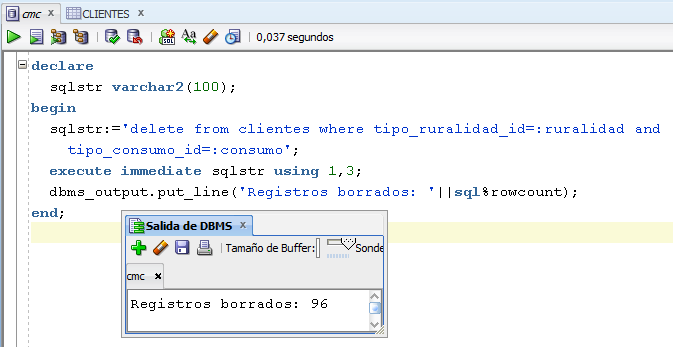 cmc x CLIENTES x
0,037 segundos
declare
sqlstr varchar2(100);
begin
sqlstr:='delete from clientes where tipo_ruralidad_id=:ruralidad and
tipo_consumo_id=:consumo';
execute immediate sqlstr using 1,3;
dbms_output.put_line('Registros borrados: '||sql%rowcount);
end;
Salida de DBMS x
Tamaño de Buffer: Sonde
cmc x
Registros borrados: 96